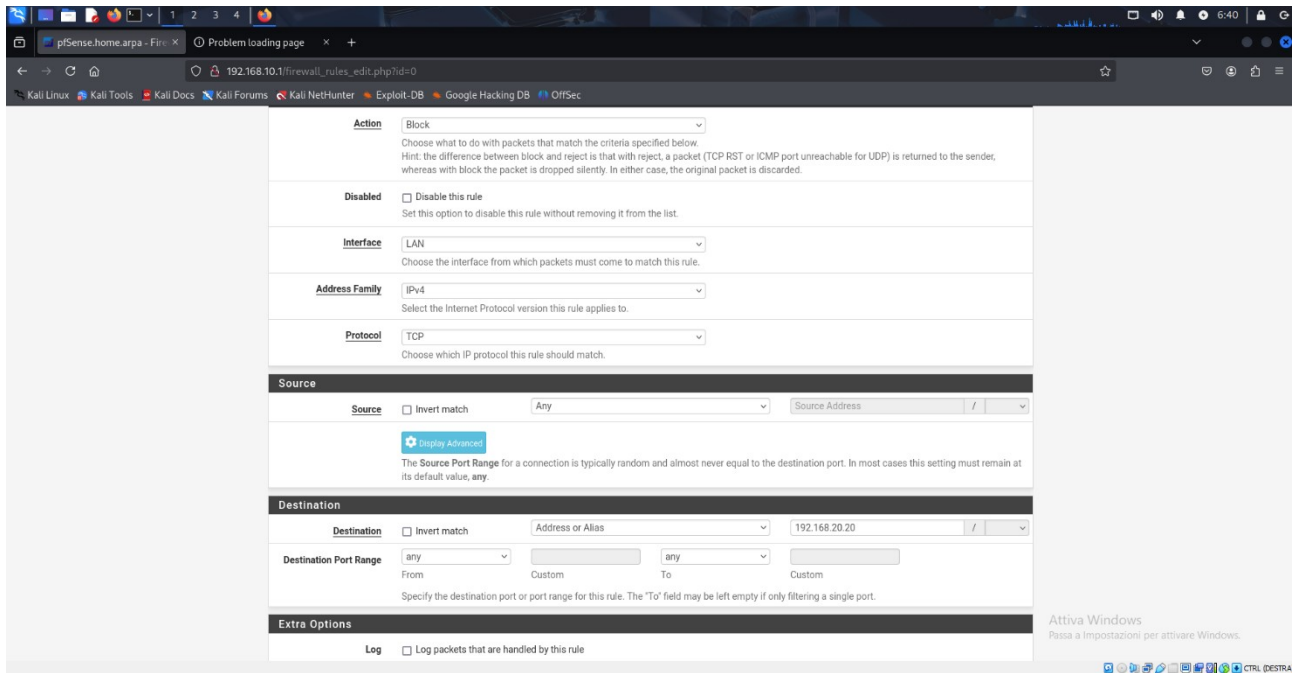 1 2 3 4
6:40
pfSense.home.arpa - Fire
Problem loading page
192.168.10.1/firewall_rules_edit.php?id=0
Kali Linux Kali Tools Kali Docs Kali Forums Kali NetHunter Exploit-DB Google Hacking DB OffSec
Action Block
Choose what to do with packets that match the criteria specified below.
Hint: the difference between block and reject is that with reject, a packet (TCP RST or ICMP port unreachable for UDP) is returned to the sender,
whereas with block the packet is dropped silently. In either case, the original packet is discarded.
Disabled Disable this rule
Set this option to disable this rule without removing it from the list.
Interface LAN
Choose the interface from which packets must come to match this rule.
Address Family IPv4
Select the Internet Protocol version this rule applies to.
Protocol TCP
Choose which IP protocol this rule should match.
Source
Source Invert match Any Source Address /
Display Advanced
The Source Port Range for a connection is typically random and almost never equal to the destination port. In most cases this setting must remain at
its default value, any.
Destination
Destination Invert match Address or Alias 192.168.20.20 /
Destination Port Range any any
From Custom To Custom
Specify the destination port or port range for this rule. The "To" field may be left empty if only filtering a single port.
Extra Options
Log Log packets that are handled by this rule
Attiva Windows
Passa a Impostazioni per attivare Windows.
CTRL (DESTRA